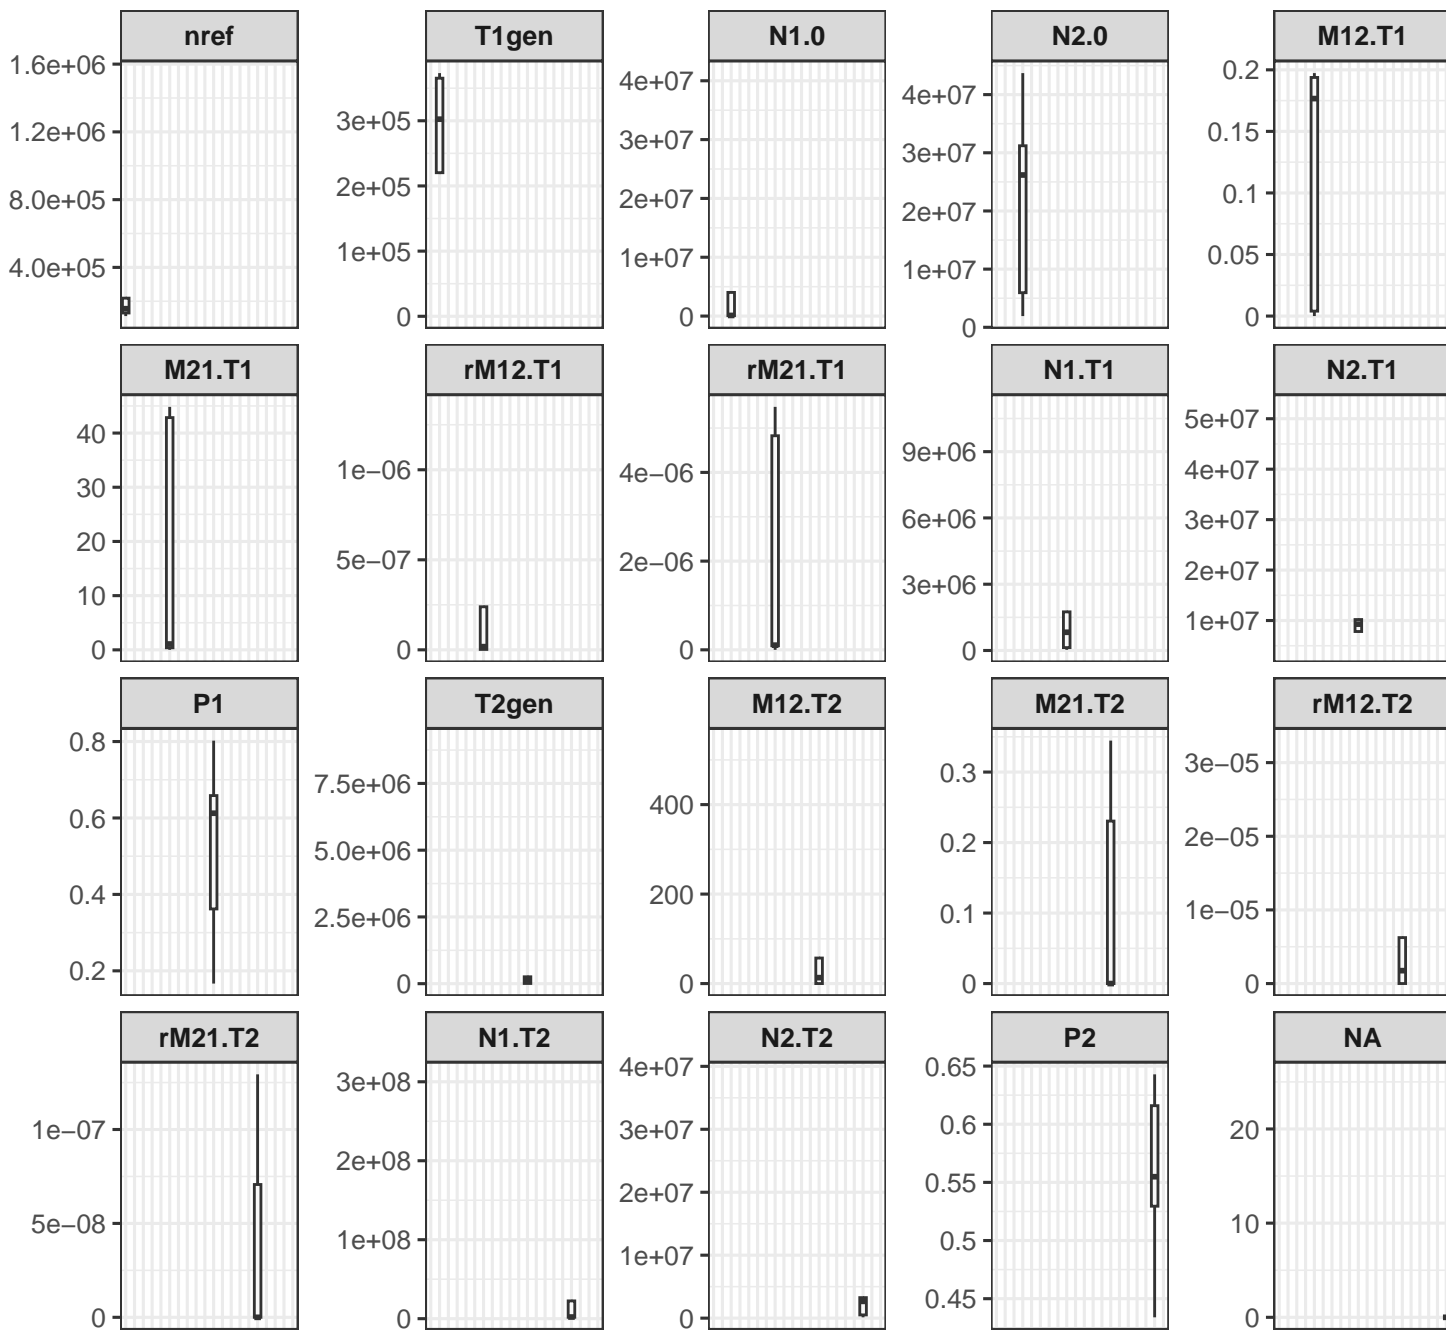 nref
T1gen
N1.0
N2.0
M12.T1
1.6e+06
1.2e+06
8.0e+05
4.0e+05
3e+05
2e+05
1e+05
0
4e+07
3e+07
2e+07
1e+07
0
4e+07
3e+07
2e+07
1e+07
0
0.2
0.15
0.1
0.05
0
M21.T1
rM12.T1
rM21.T1
N1.T1
N2.T1
40
30
20
10
0
1e−06
5e−07
0
4e−06
2e−06
0
9e+06
6e+06
3e+06
0
5e+07
4e+07
3e+07
2e+07
1e+07
P1
T2gen
M12.T2
M21.T2
rM12.T2
0.8
0.6
0.4
0.2
7.5e+06
5.0e+06
2.5e+06
0
400
200
0
0.3
0.2
0.1
0
3e−05
2e−05
1e−05
0
rM21.T2
N1.T2
N2.T2
P2
NA
1e−07
5e−08
0
3e+08
2e+08
1e+08
0
4e+07
3e+07
2e+07
1e+07
0
0.65
0.6
0.55
0.5
0.45
20
10
0